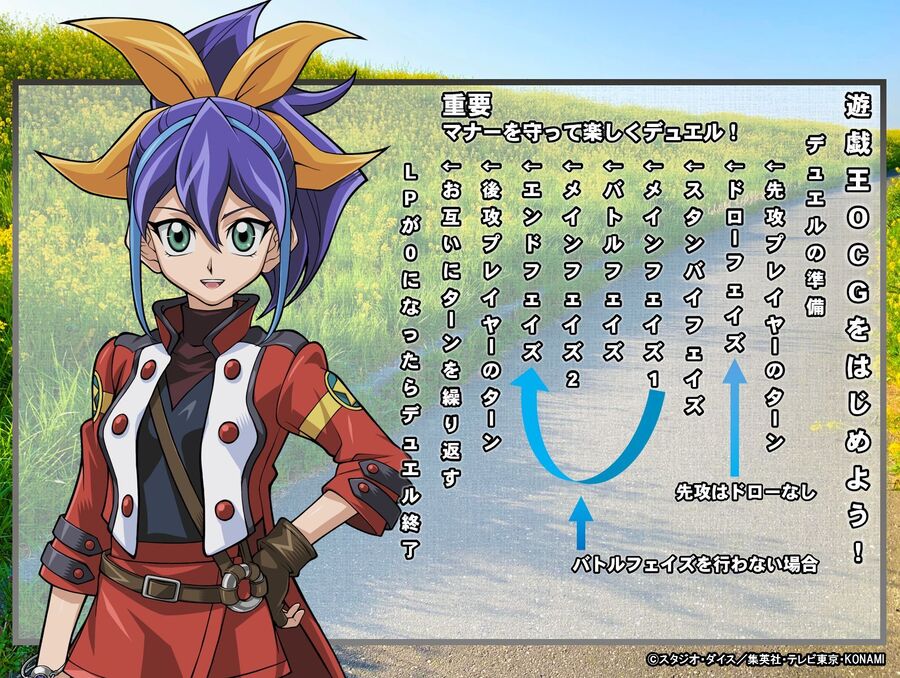 遊戯王OCGをはじめよう！
デュエルの準備
←先攻プレイヤーのターン
←ドローフェイズ
←スタンバイフェイズ
←メインフェイズ1
←バトルフェイズ
←メインフェイズ2
←エンドフェイズ
←後攻プレイヤーのターン
←お互いにターンを繰り返す
LPが0になったらデュエル終了
重要
マナーを守って楽しくデュエル！
先攻はドローなし
バトルフェイズを行わない場合
©スタジオ・ダイス／集英社・テレビ東京・KONAMI